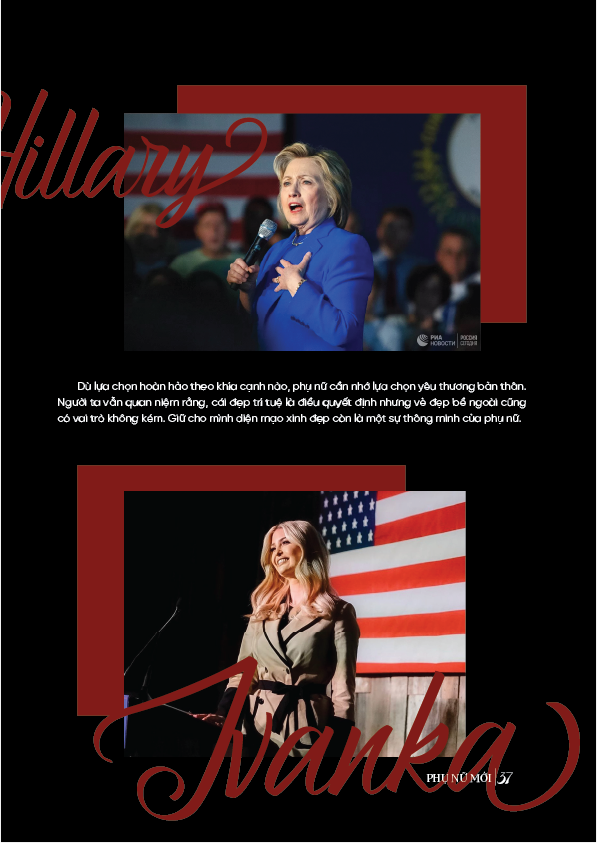 Hillary
РИА НОВОСТИ РОССИЯ СЕГОДНЯ
Dù lựa chọn hoàn hảo theo khía cạnh nào, phụ nữ cần nhớ lựa chọn yêu thương bản thân.
Người ta vẫn quan niệm rằng, cái đẹp trí tuệ là điều quyết định nhưng vẻ đẹp bề ngoài cũng
có vai trò không kém. Giữ cho mình diện mạo xinh đẹp còn là một sự thông minh của phụ nữ.
Ivanka
PHỤ NỮ MỚI 37